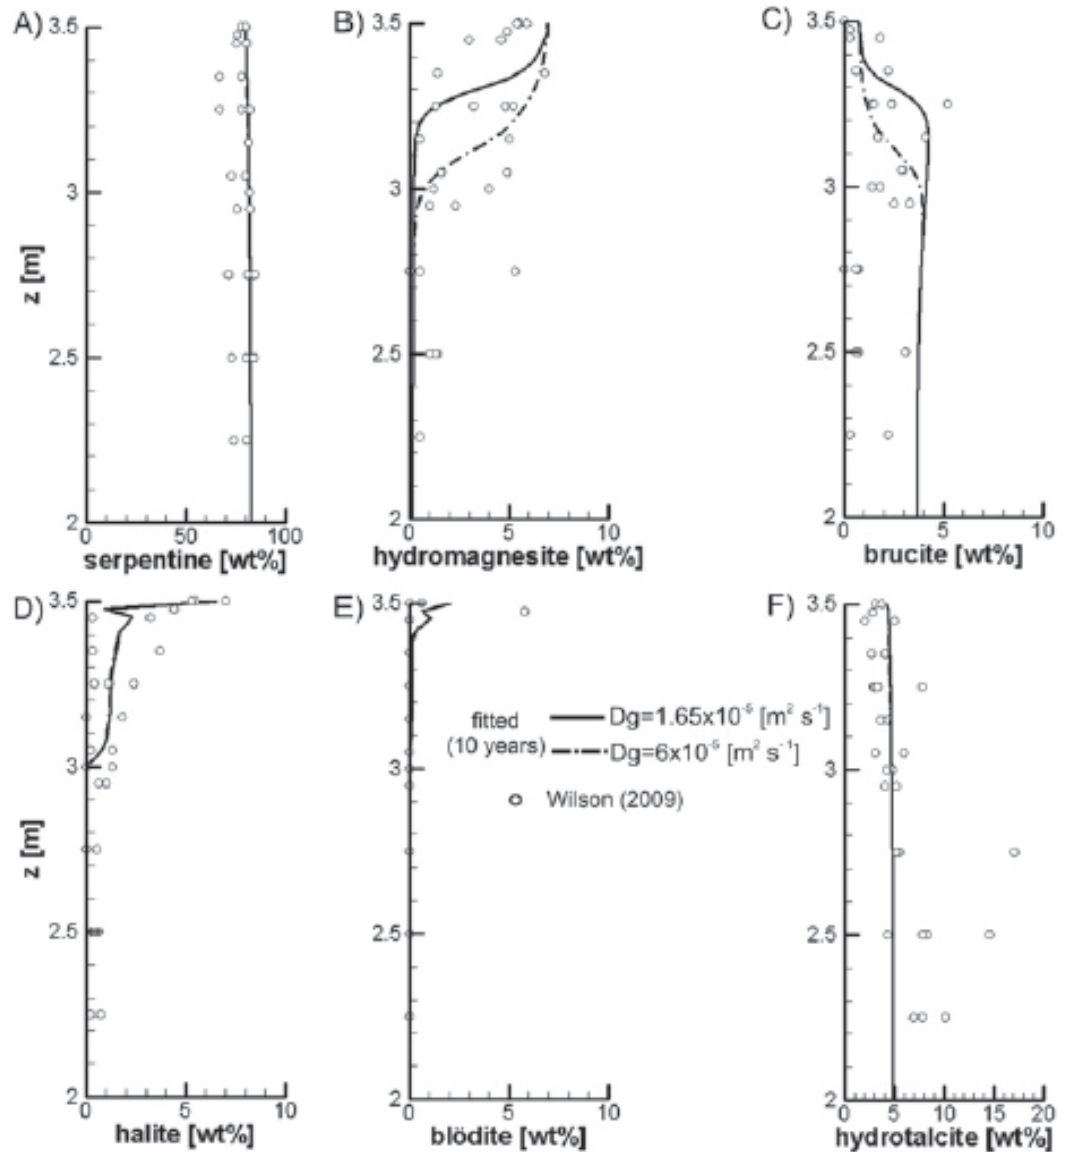 A)
3.5
3
2.5
2
z [m]
0
50
100
serpentine [wt%]
B)
3.5
3
2.5
2
0
5
10
hydromagnesite [wt%]
C)
3.5
3
2.5
2
0
5
10
brucite [wt%]
D)
3.5
3
2.5
2
z [m]
0
5
10
halite [wt%]
E)
3.5
3
2.5
2
0
5
10
blödite [wt%]
fitted
(10 years)
Dg=1.65x10⁻⁵ [m² s⁻¹]
Dg=6x10⁻⁵ [m² s⁻¹]
Wilson (2009)
F)
3.5
3
2.5
2
0
5
10
15
20
hydrotalcite [wt%]